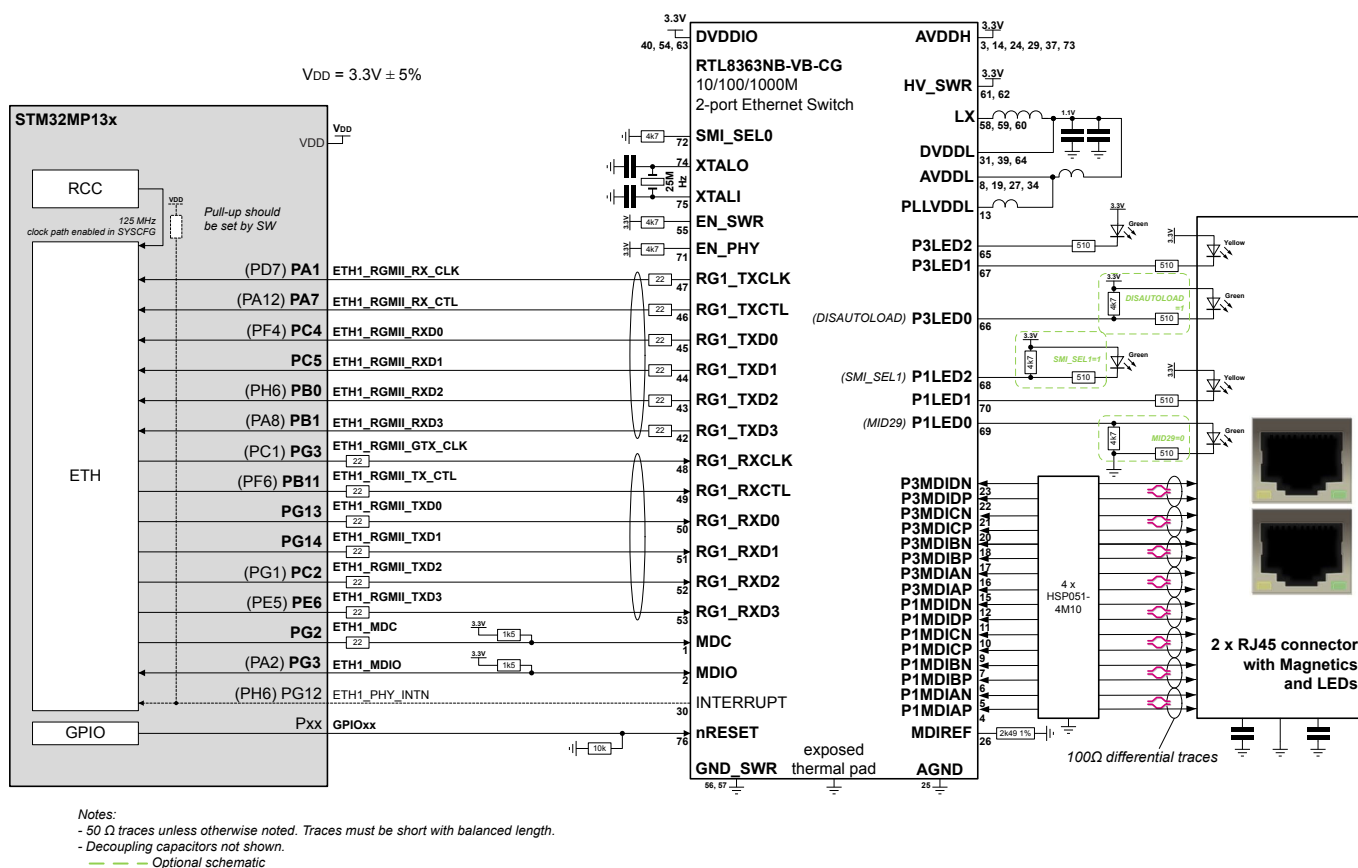 VDD = 3.3V ± 5%
STM32MP13x
VDD
VDD
RCC
125 MHz
clock path enabled in SYSCFG
VDD
Pull-up should
be set by SW
ETH
GPIO
(PD7) PA1 ETH1_RGMII_RX_CLK 22 47
(PA12) PA7 ETH1_RGMII_RX_CTL 22 46
(PF4) PC4 ETH1_RGMII_RXD0 22 45
PC5 ETH1_RGMII_RXD1 22 44
(PH6) PB0 ETH1_RGMII_RXD2 22 43
(PA8) PB1 ETH1_RGMII_RXD3 22 42
(PC1) PG3 ETH1_RGMII_GTX_CLK 22 48
(PF6) PB11 ETH1_RGMII_TX_CTL 22 49
PG13 ETH1_RGMII_TXD0 22 50
PG14 ETH1_RGMII_TXD1 22 51
(PG1) PC2 ETH1_RGMII_TXD2 22 52
(PE5) PE6 ETH1_RGMII_TXD3 22 53
PG2 ETH1_MDC 22 3.3V 1k5 1
(PA2) PG3 ETH1_MDIO 3.3V 1k5 2
(PH6) PG12 ETH1_PHY_INTN 30
Pxx GPIOxx 10k 76
3.3V
40, 54, 63
DVDDIO
RTL8363NB-VB-CG
10/100/1000M
2-port Ethernet Switch
4k7 72 SMI_SEL0
74 XTALO
25M
Hz
75 XTALI
3.3V 4k7 55 EN_SWR
3.3V 4k7 71 EN_PHY
RG1_TXCLK
RG1_TXCTL
RG1_TXD0
RG1_TXD1
RG1_TXD2
RG1_TXD3
RG1_RXCLK
RG1_RXCTL
RG1_RXD0
RG1_RXD1
RG1_RXD2
RG1_RXD3
MDC
MDIO
INTERRUPT
nRESET
GND_SWR
56, 57
exposed
thermal pad
AGND
25
AVDDH 3.3V
3, 14, 24, 29, 37, 73
HV_SWR 3.3V
61, 62
LX 1.1V
58, 59, 60
DVDDL
31, 39, 64
AVDDL
8, 19, 27, 34
PLLVDDL
13
P3LED2 65 510 3.3V Green
P3LED1 67 510 3.3V Yellow
(DISAUTOLOAD) P3LED0 66 3.3V 4k7 510 Green
DISAUTOLOAD
=1
(SMI_SEL1) P1LED2 68 3.3V 4k7 510 Green
SMI_SEL1=1
P1LED1 70 510 3.3V Yellow
(MID29) P1LED0 69 4k7 510 Green
MID29=0
P3MDIDN 23
P3MDIDP 22
P3MDICN 21
P3MDICP 20
P3MDIBN 18
P3MDIBP 17
P3MDIAN 16
P3MDIAP 15
P1MDIDN 12
P1MDIDP 11
P1MDICN 10
P1MDICP 9
P1MDIBN 7
P1MDIBP 6
P1MDIAN 5
P1MDIAP 4
MDIREF 26 2k49 1%
4 x
HSP051-
4M10
100Ω differential traces
2 x RJ45 connector
with Magnetics
and LEDs
Notes:
- 50 Ω traces unless otherwise noted. Traces must be short with balanced length.
- Decoupling capacitors not shown.
Optional schematic